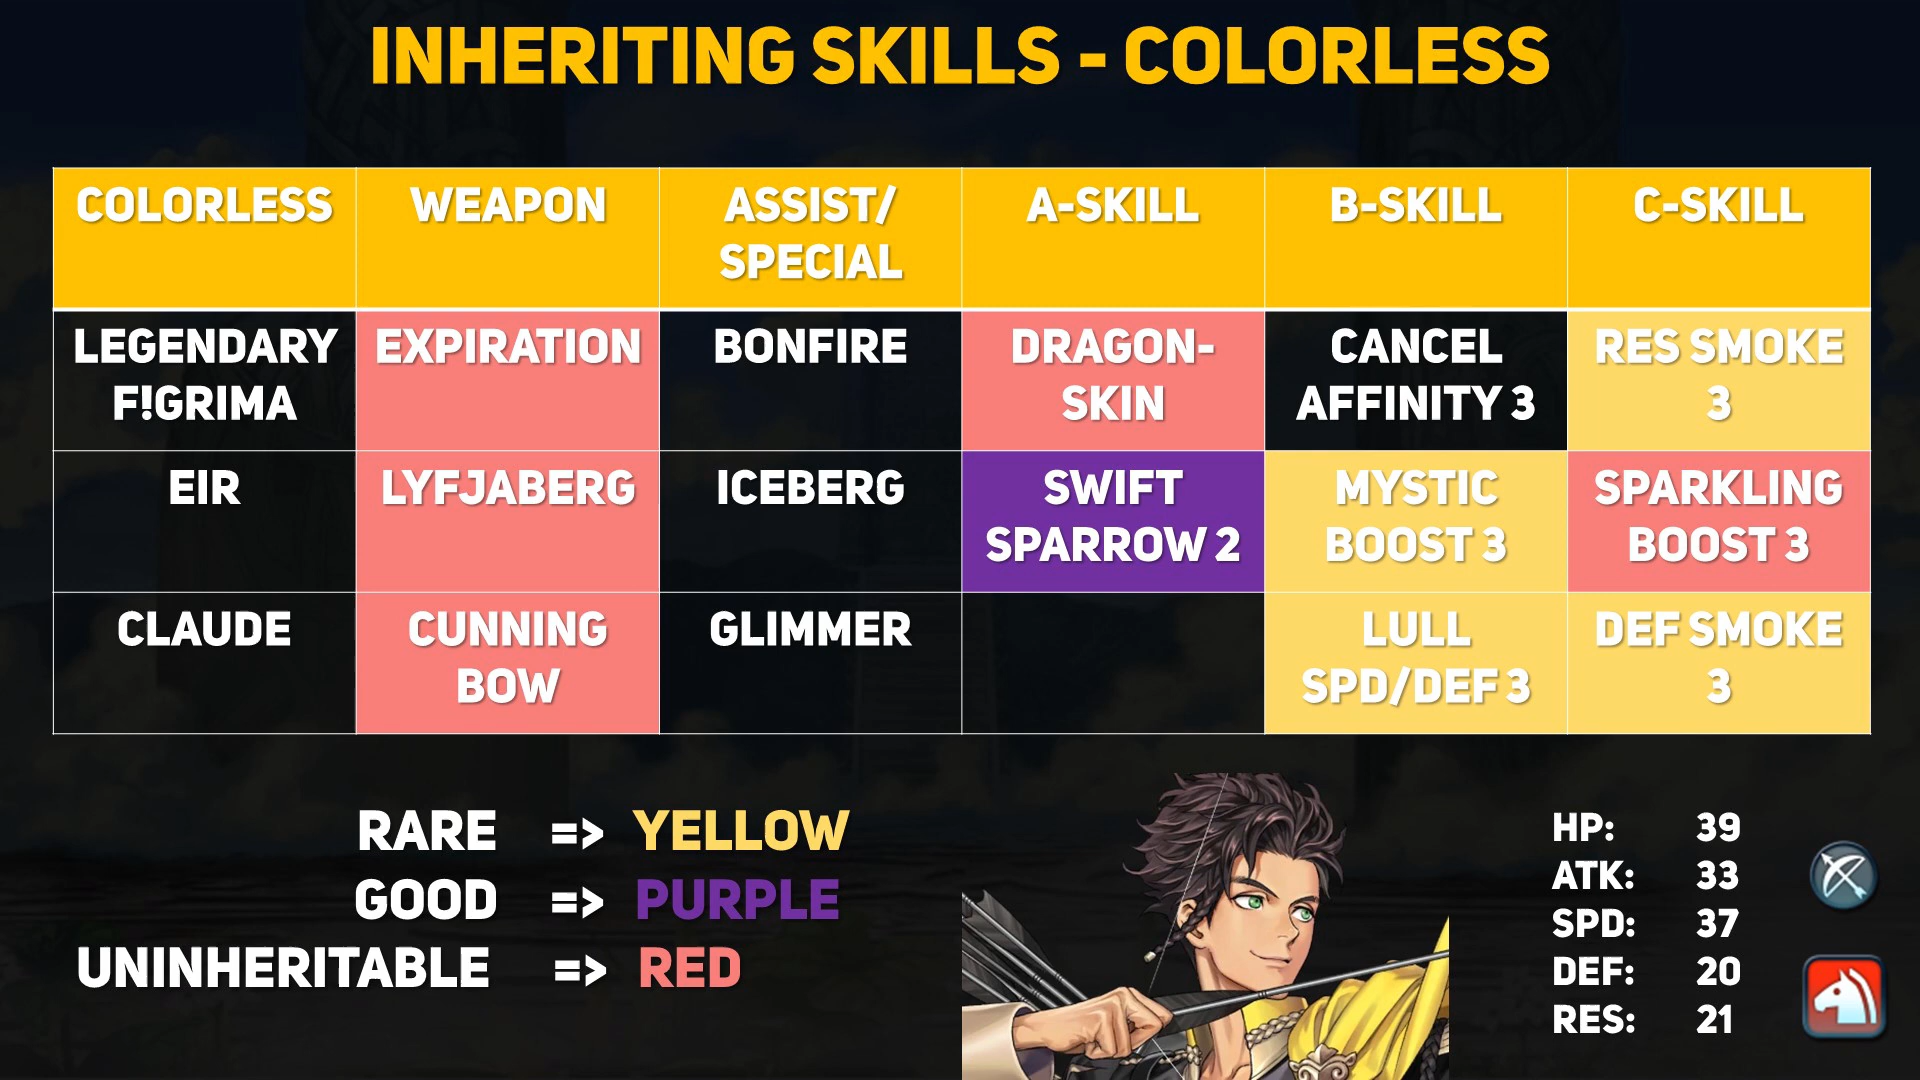 INHERITING SKILLS - COLORLESS
COLORLESS
WEAPON
ASSIST/
SPECIAL
A-SKILL
B-SKILL
C-SKILL
LEGENDARY
F!GRIMA
EXPIRATION
BONFIRE
DRAGON-
SKIN
CANCEL
AFFINITY 3
RES SMOKE
3
EIR
LYFJABERG
ICEBERG
SWIFT
SPARROW 2
MYSTIC
BOOST 3
SPARKLING
BOOST 3
CLAUDE
CUNNING
BOW
GLIMMER
LULL
SPD/DEF 3
DEF SMOKE
3
RARE => YELLOW
GOOD => PURPLE
UNINHERITABLE => RED
HP: 39
ATK: 33
SPD: 37
DEF: 20
RES: 21